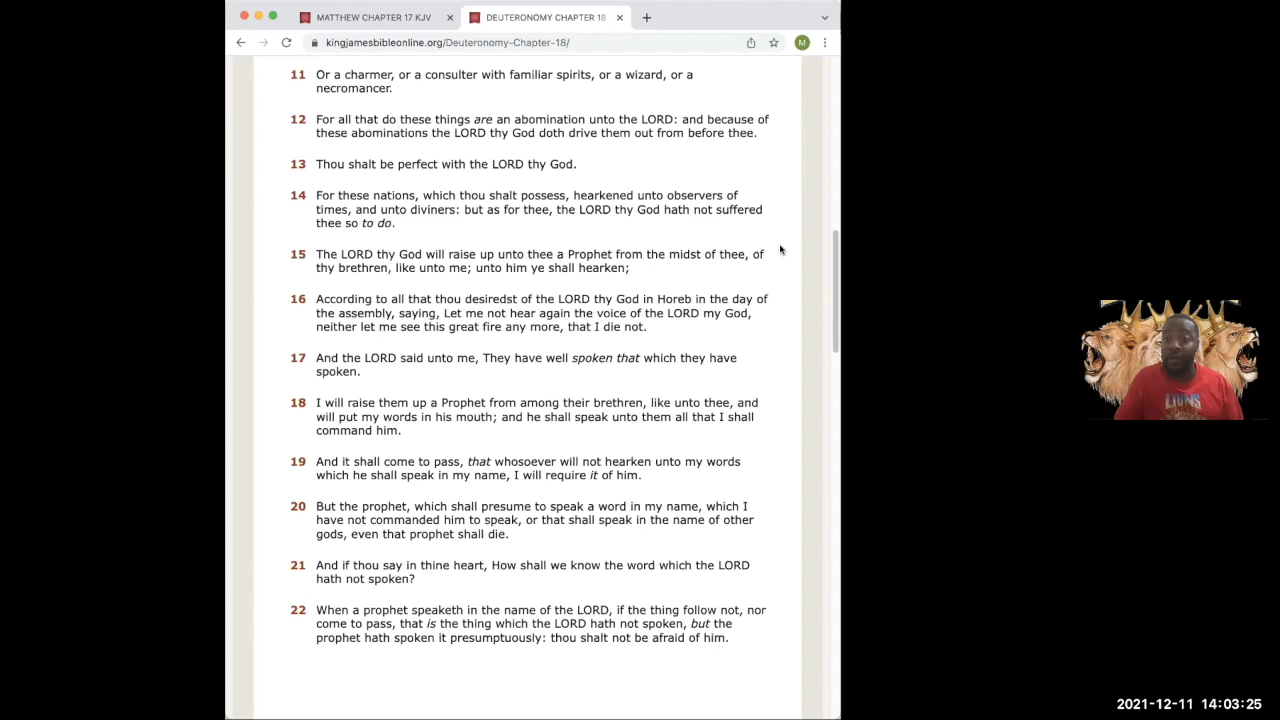 MATTHEW CHAPTER 17 KJV
DEUTERONOMY CHAPTER 18
kingjamesbibleonline.org/Deuteronomy-Chapter-18/
M
11 Or a charmer, or a consulter with familiar spirits, or a wizard, or a
necromancer.
12 For all that do these things are an abomination unto the LORD: and because of
these abominations the LORD thy God doth drive them out from before thee.
13 Thou shalt be perfect with the LORD thy God.
14 For these nations, which thou shalt possess, hearkened unto observers of
times, and unto diviners: but as for thee, the LORD thy God hath not suffered
thee so to do.
15 The LORD thy God will raise up unto thee a Prophet from the midst of thee, of
thy brethren, like unto me; unto him ye shall hearken;
16 According to all that thou desiredst of the LORD thy God in Horeb in the day of
the assembly, saying, Let me not hear again the voice of the LORD my God,
neither let me see this great fire any more, that I die not.
17 And the LORD said unto me, They have well spoken that which they have
spoken.
18 I will raise them up a Prophet from among their brethren, like unto thee, and
will put my words in his mouth; and he shall speak unto them all that I shall
command him.
19 And it shall come to pass, that whosoever will not hearken unto my words
which he shall speak in my name, I will require it of him.
20 But the prophet, which shall presume to speak a word in my name, which I
have not commanded him to speak, or that shall speak in the name of other
gods, even that prophet shall die.
21 And if thou say in thine heart, How shall we know the word which the LORD
hath not spoken?
22 When a prophet speaketh in the name of the LORD, if the thing follow not, nor
come to pass, that is the thing which the LORD hath not spoken, but the
prophet hath spoken it presumptuously: thou shalt not be afraid of him.
LIONS
2021-12-11 14:03:25